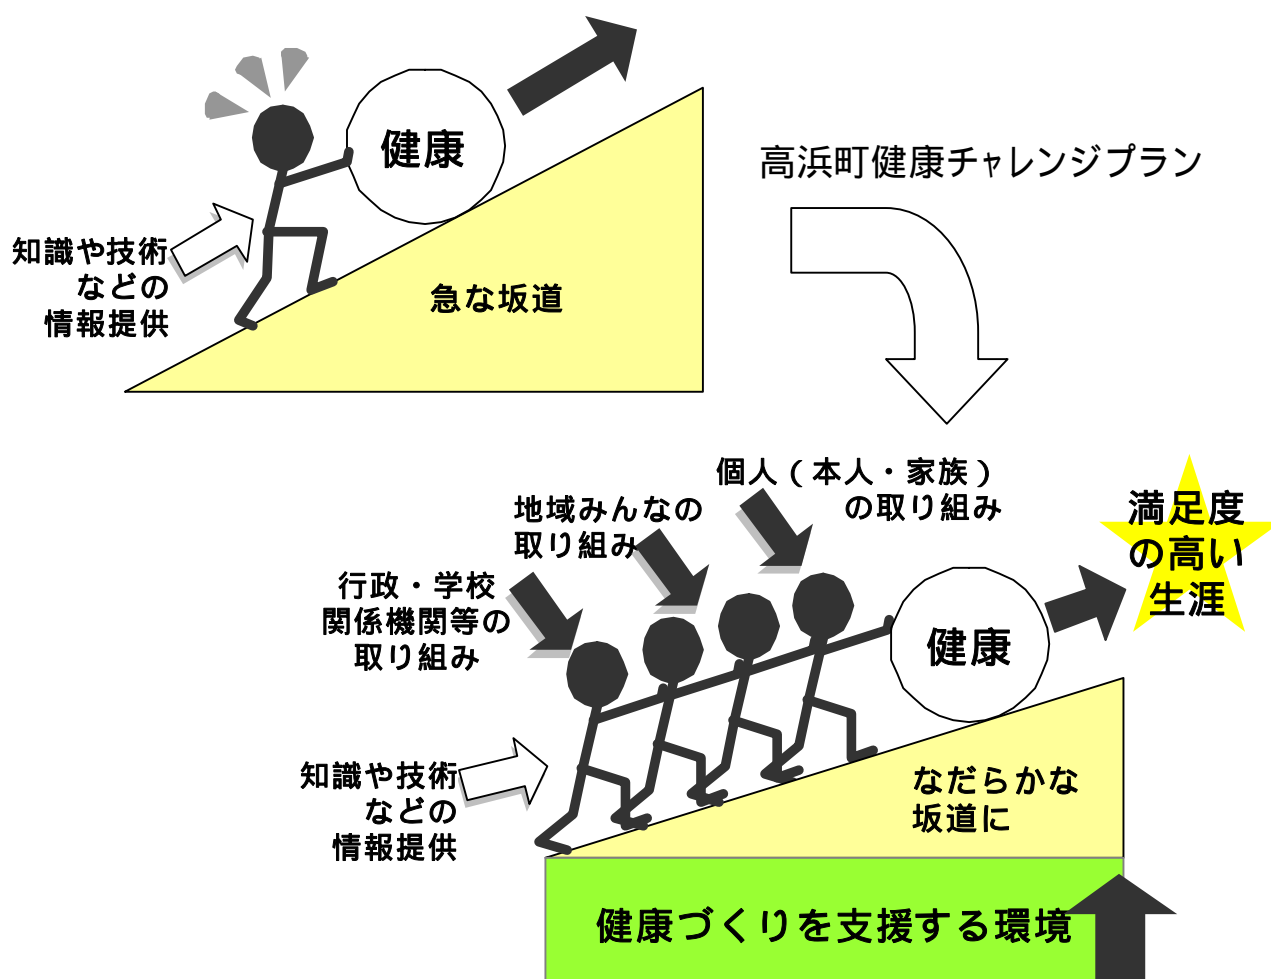 健康
知識や技術
などの
情報提供
急な坂道
高浜町健康チャレンジプラン
個人（本人・家族）
の取り組み
地域みんなの
取り組み
行政・学校
関係機関等の
取り組み
満足度
の高い
生涯
健康
知識や技術
などの
情報提供
なだらかな
坂道に
健康づくりを支援する環境